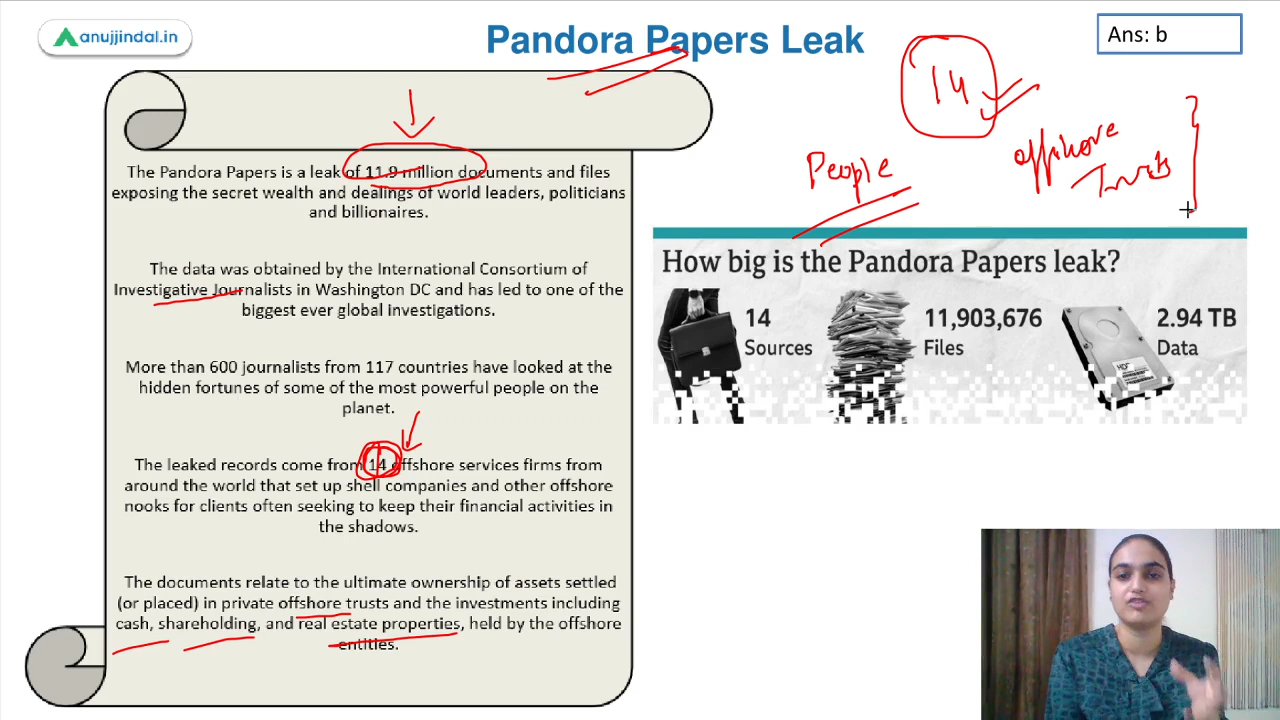 anujjindal.in
Pandora Papers Leak
Ans: b
14
People
offshore
Trusts
The Pandora Papers is a leak of 11.9 million documents and files
exposing the secret wealth and dealings of world leaders, politicians
and billionaires.
The data was obtained by the International Consortium of
Investigative Journalists in Washington DC and has led to one of the
biggest ever global investigations.
More than 600 journalists from 117 countries have looked at the
hidden fortunes of some of the most powerful people on the
planet.
The leaked records come from 14 offshore services firms from
around the world that set up shell companies and other offshore
nooks for clients often seeking to keep their financial activities in
the shadows.
The documents relate to the ultimate ownership of assets settled
(or placed) in private offshore trusts and the investments including
cash, shareholding, and real estate properties, held by the offshore
entities.
How big is the Pandora Papers leak?
14
Sources
11,903,676
Files
2.94 TB
Data